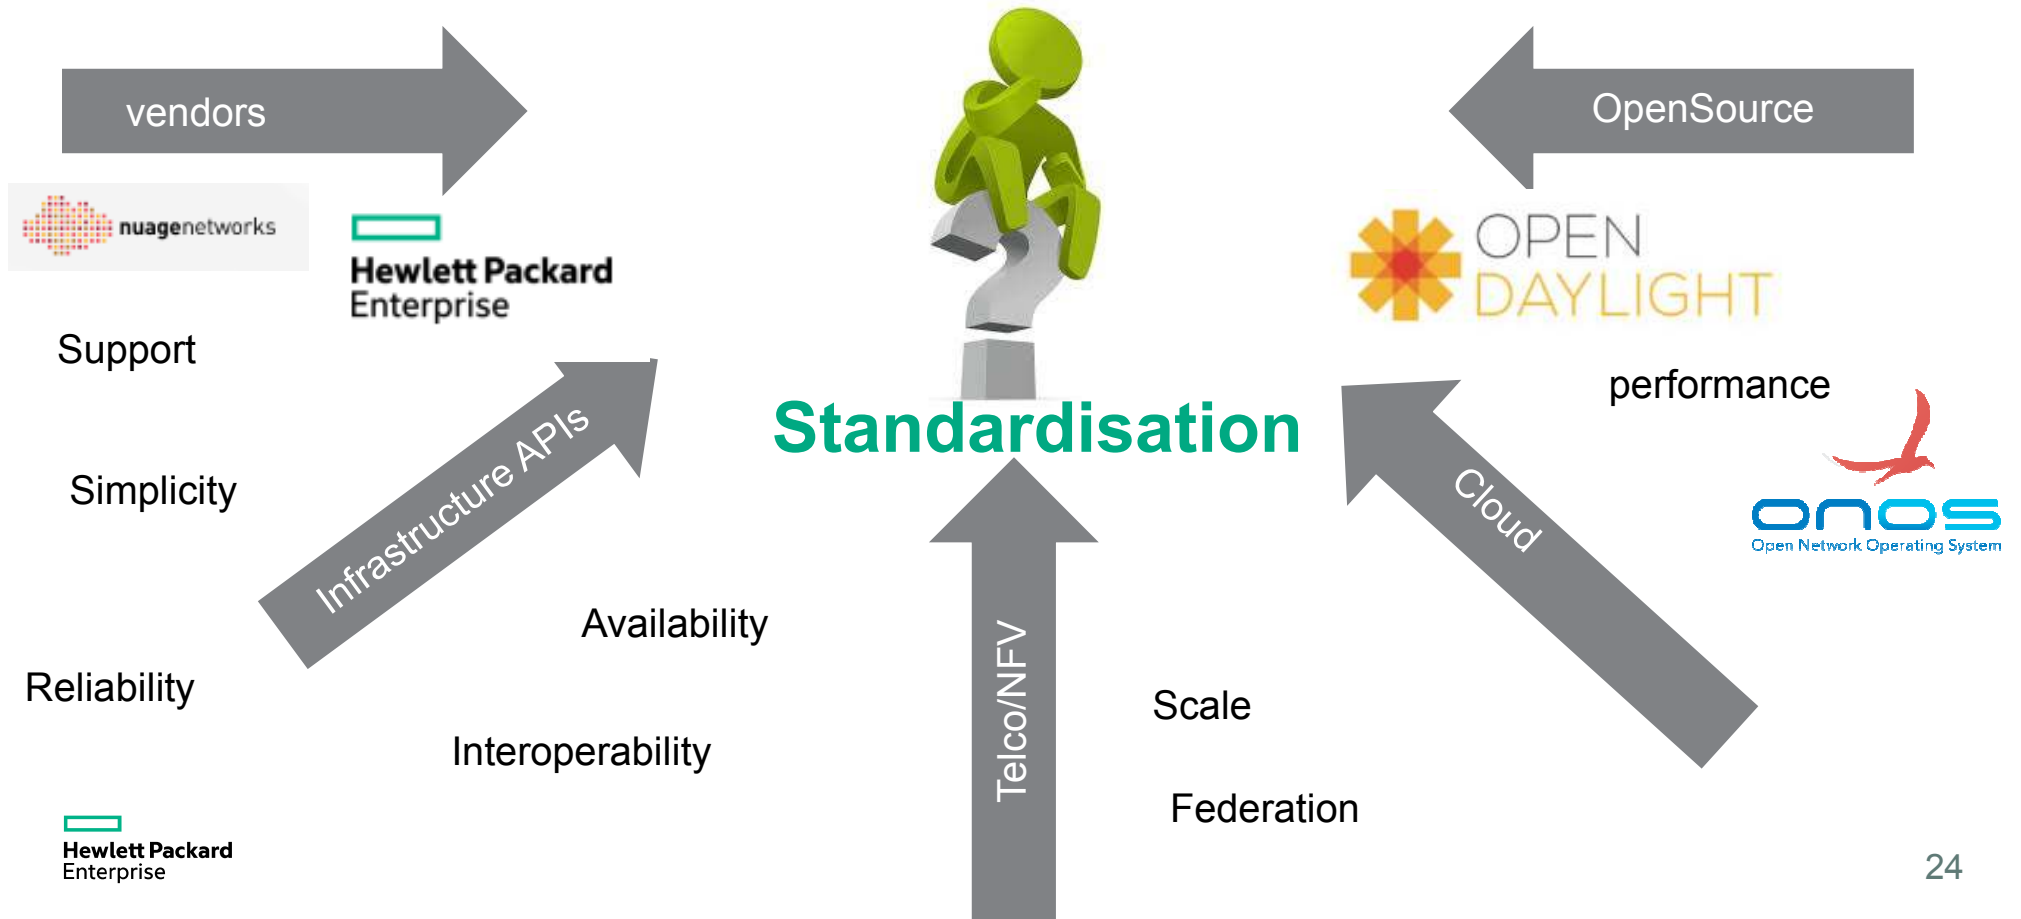 vendors
OpenSource
nuagenetworks
Hewlett Packard
Enterprise
OPEN
DAYLIGHT
Support
performance
Infrastructure APIs
Standardisation
Cloud
Simplicity
onos
Open Network Operating System
Availability
Reliability
Telco/NFV
Scale
Interoperability
Federation
Hewlett Packard
Enterprise
24